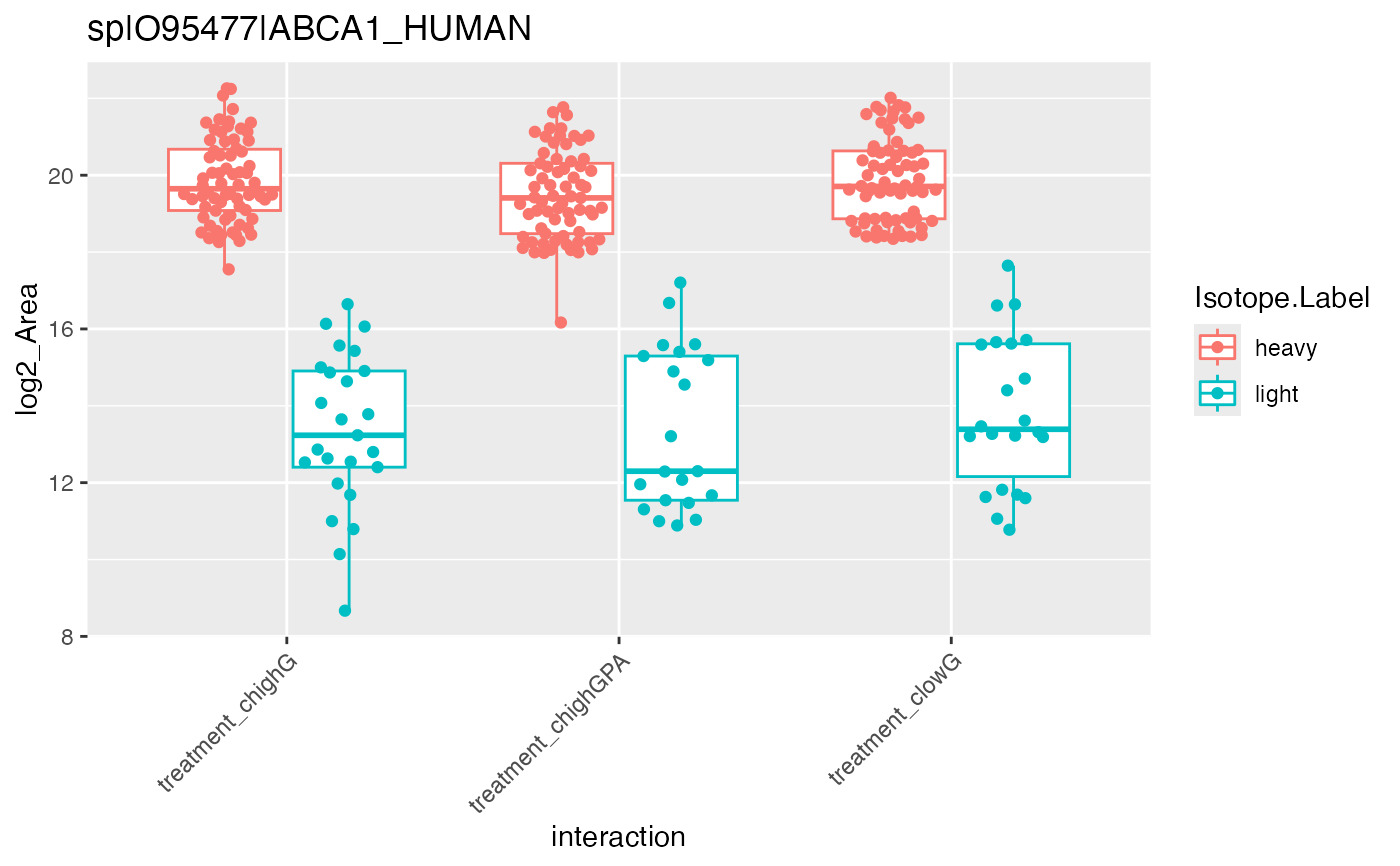 sp|O95477|ABCA1_HUMAN
log2_Area
20
16
12
8
treatment_chighG
treatment_chighGPA
treatment_clowG
interaction
Isotope.Label
heavy
light